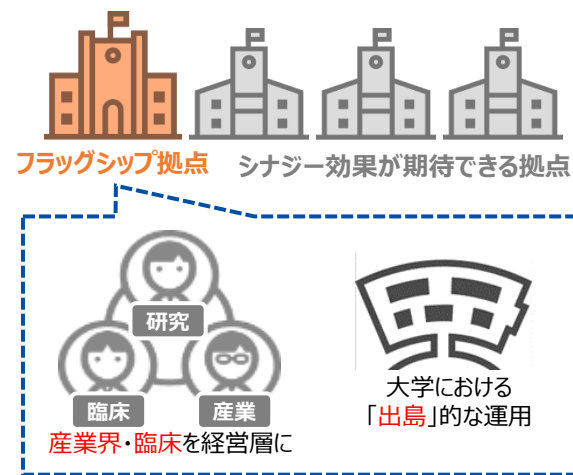 フラッグシップ拠点
シナジー効果が期待できる拠点
研究
臨床
産業
産業界・臨床を経営層に
大学における
「出島」的な運用